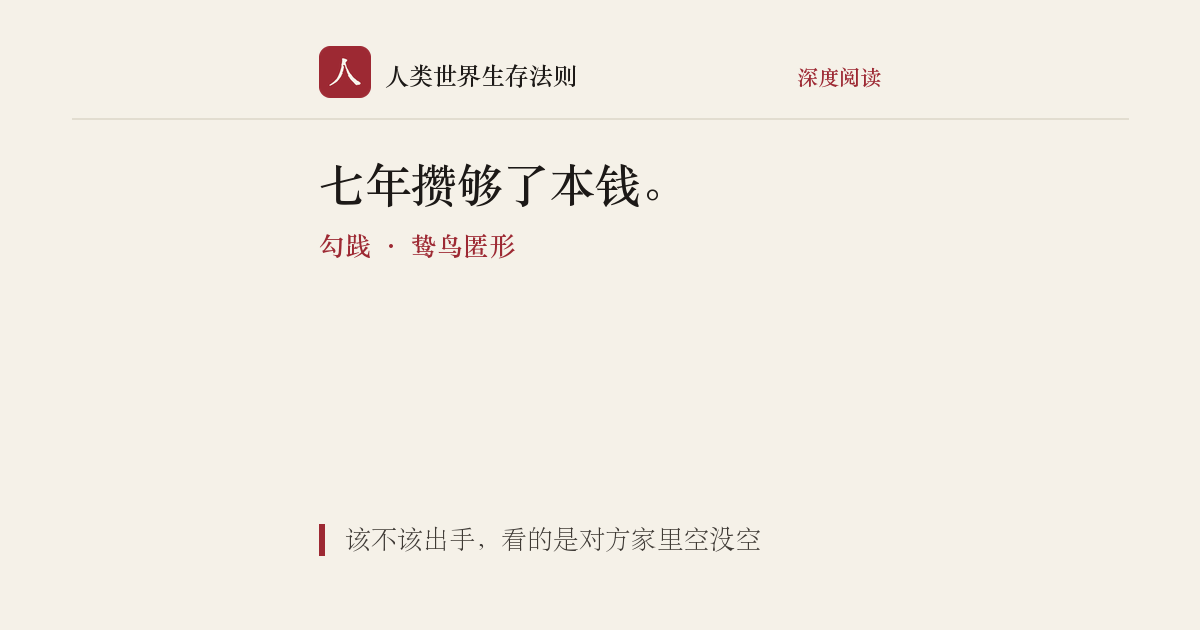 人
人类世界生存法则
深度阅读
七年攒够了本钱。
勾践 · 鸷鸟匿形
该不该出手，看的是对方家里空没空